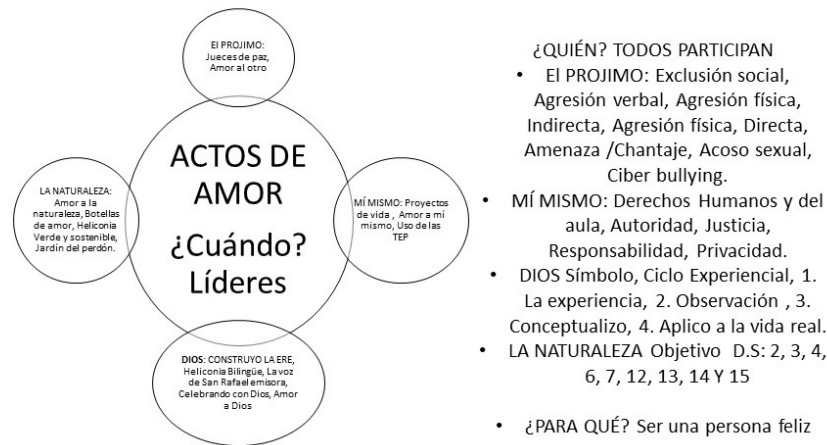 El PROJIMO:
Jueces de paz,
Amor al otro
ACTOS DE
AMOR
¿Cuándo?
Líderes
LA NATURALEZA:
Amor a la
naturaleza, Botellas
de amor, Heliconia
Verde y sostenible,
Jardín del perdón.
MÍ MISMO: Proyectos
de vida , Amor a mí
mismo, Uso de las
TEP
DIOS: CONSTRUYO LA ERE,
Heliconia Bilingüe, La voz
de San Rafael emisora,
Celebrando con Dios, Amor
a Dios
¿QUIÉN? TODOS PARTICIPAN
• El PROJIMO: Exclusión social,
Agresión verbal, Agresión física,
Indirecta, Agresión física, Directa,
Amenaza /Chantaje, Acoso sexual,
Ciber bullying.
• MÍ MISMO: Derechos Humanos y del
aula, Autoridad, Justicia,
Responsabilidad, Privacidad.
• DIOS Símbolo, Ciclo Experiencial, 1.
La experiencia, 2. Observación , 3.
Conceptualizo, 4. Aplico a la vida real.
• LA NATURALEZA Objetivo D.S: 2, 3, 4,
6, 7, 12, 13, 14 Y 15
• ¿PARA QUÉ? Ser una persona feliz